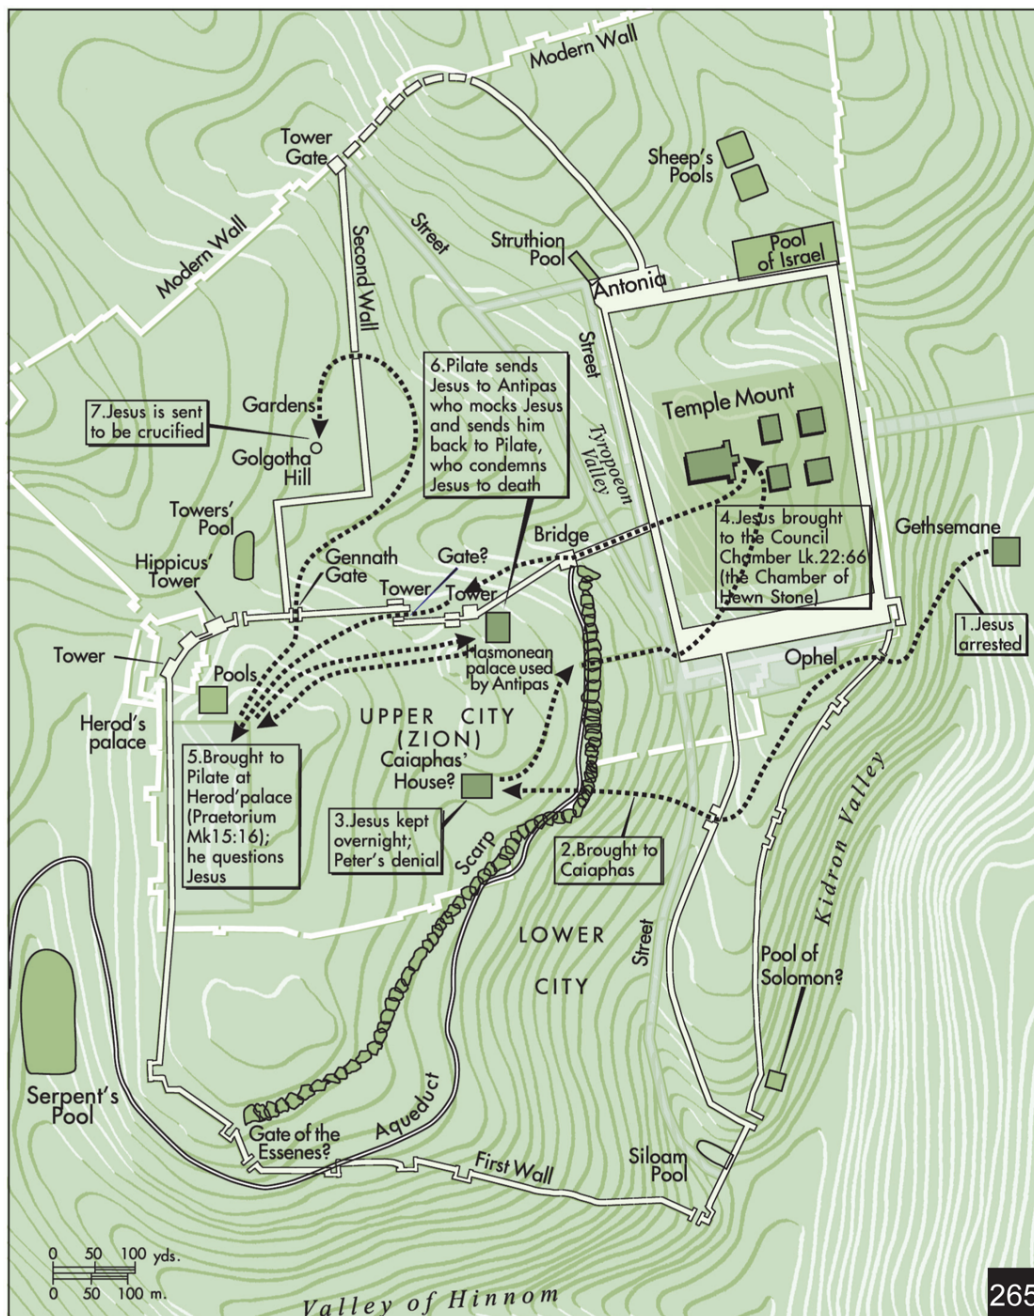 Modern Wall
Tower
Gate
Sheep's
Pools
Street
Second Wall
Modern Wall
Struthion
Pool
Pool
of Israel
Antonia
Street
6.Pilate sends
Jesus to Antipas
who mocks Jesus
and sends him
back to Pilate,
who condemns
Jesus to death
7.Jesus is sent
to be crucified
Gardens
Golgotha
Hill
Temple Mount
Tyropoeon
Valley
Towers'
Pool
Hippicus'
Tower
Gennath
Gate
Gate?
Bridge
Tower
Tower
4.Jesus brought
to the Council
Chamber Lk.22:66
(the Chamber of
Hewn Stone)
Gethsemane
1.Jesus
arrested
Tower
Pools
Hasmonean
palace used
by Antipas
Ophel
Herod's
palace
UPPER CITY
(ZION)
Caiaphas'
House?
5.Brought to
Pilate at
Herod'palace
(Praetorium
Mk15:16);
he questions
Jesus
3.Jesus kept
overnight;
Peter's denial
2.Brought to
Caiaphas
Scarp
Kidron Valley
LOWER
CITY
Street
Pool of
Solomon?
Serpent's
Pool
Aqueduct
Gate of the
Essenes?
First Wall
Siloam
Pool
0 50 100 yds.
0 50 100 m.
Valley of Hinnom
265